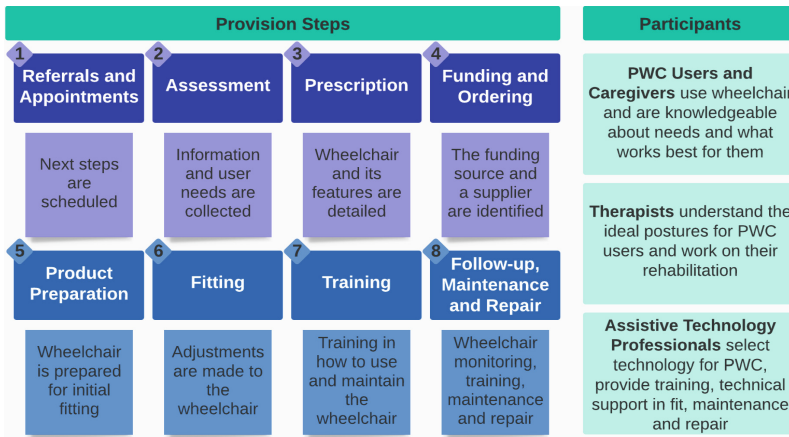 Provision Steps
Participants
1
Referrals and
Appointments
2
Assessment
3
Prescription
4
Funding and
Ordering
Next steps
are
scheduled
Information
and user
needs are
collected
Wheelchair
and its
features are
detailed
The funding
source and
a supplier
are identified
5
Product
Preparation
6
Fitting
7
Training
8
Follow-up,
Maintenance
and Repair
Wheelchair
is prepared
for initial
fitting
Adjustments
are made to
the
wheelchair
Training in
how to use
and maintain
the
wheelchair
Wheelchair
monitoring,
training,
maintenance
and repair
PWC Users and
Caregivers use wheelchair
and are knowledgeable
about needs and what
works best for them
Therapists understand the
ideal postures for PWC
users and work on their
rehabilitation
Assistive Technology
Professionals select
technology for PWC,
provide training, technical
support in fit, maintenance
and repair